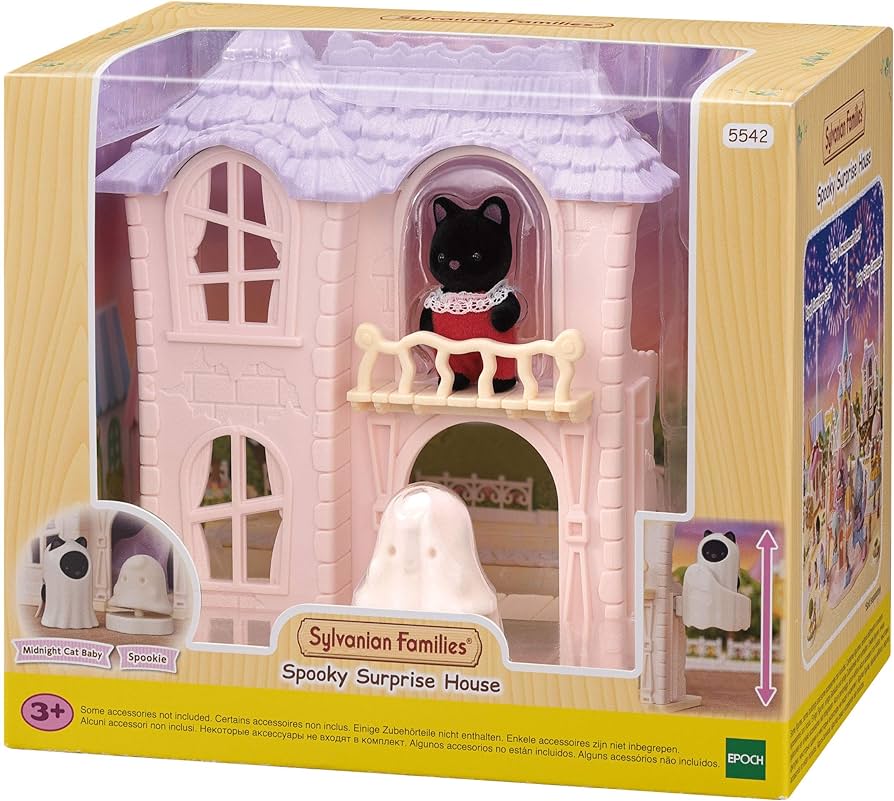 Sylvanian Families®
5542
Sylvanian Families®
Spooky Surprise House
Midnight Cat Baby
Spookie
Sylvanian Families®
Spooky Surprise House
3+
Some accessories not included. Certains accessoires non inclus. Einige Zubehörteile nicht enthalten. Enkele accessoires zijn niet inbegrepen.
Alcuni accessori non inclusi. Некоторые аксессуары не входят в комплект. Algunos accesorios no están incluidos. Alguns acessórios não incluídos.
EPOCH